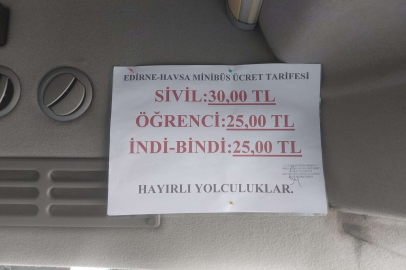 EDİRNE-HAVSA MİNİBÜS ÜCRET TARİFESİ
SİVİL:30,00 TL
ÖĞRENCİ:25,00 TL
İNDİ-BİNDİ:25,00 TL
HAYIRLI YOLCULUKLAR.